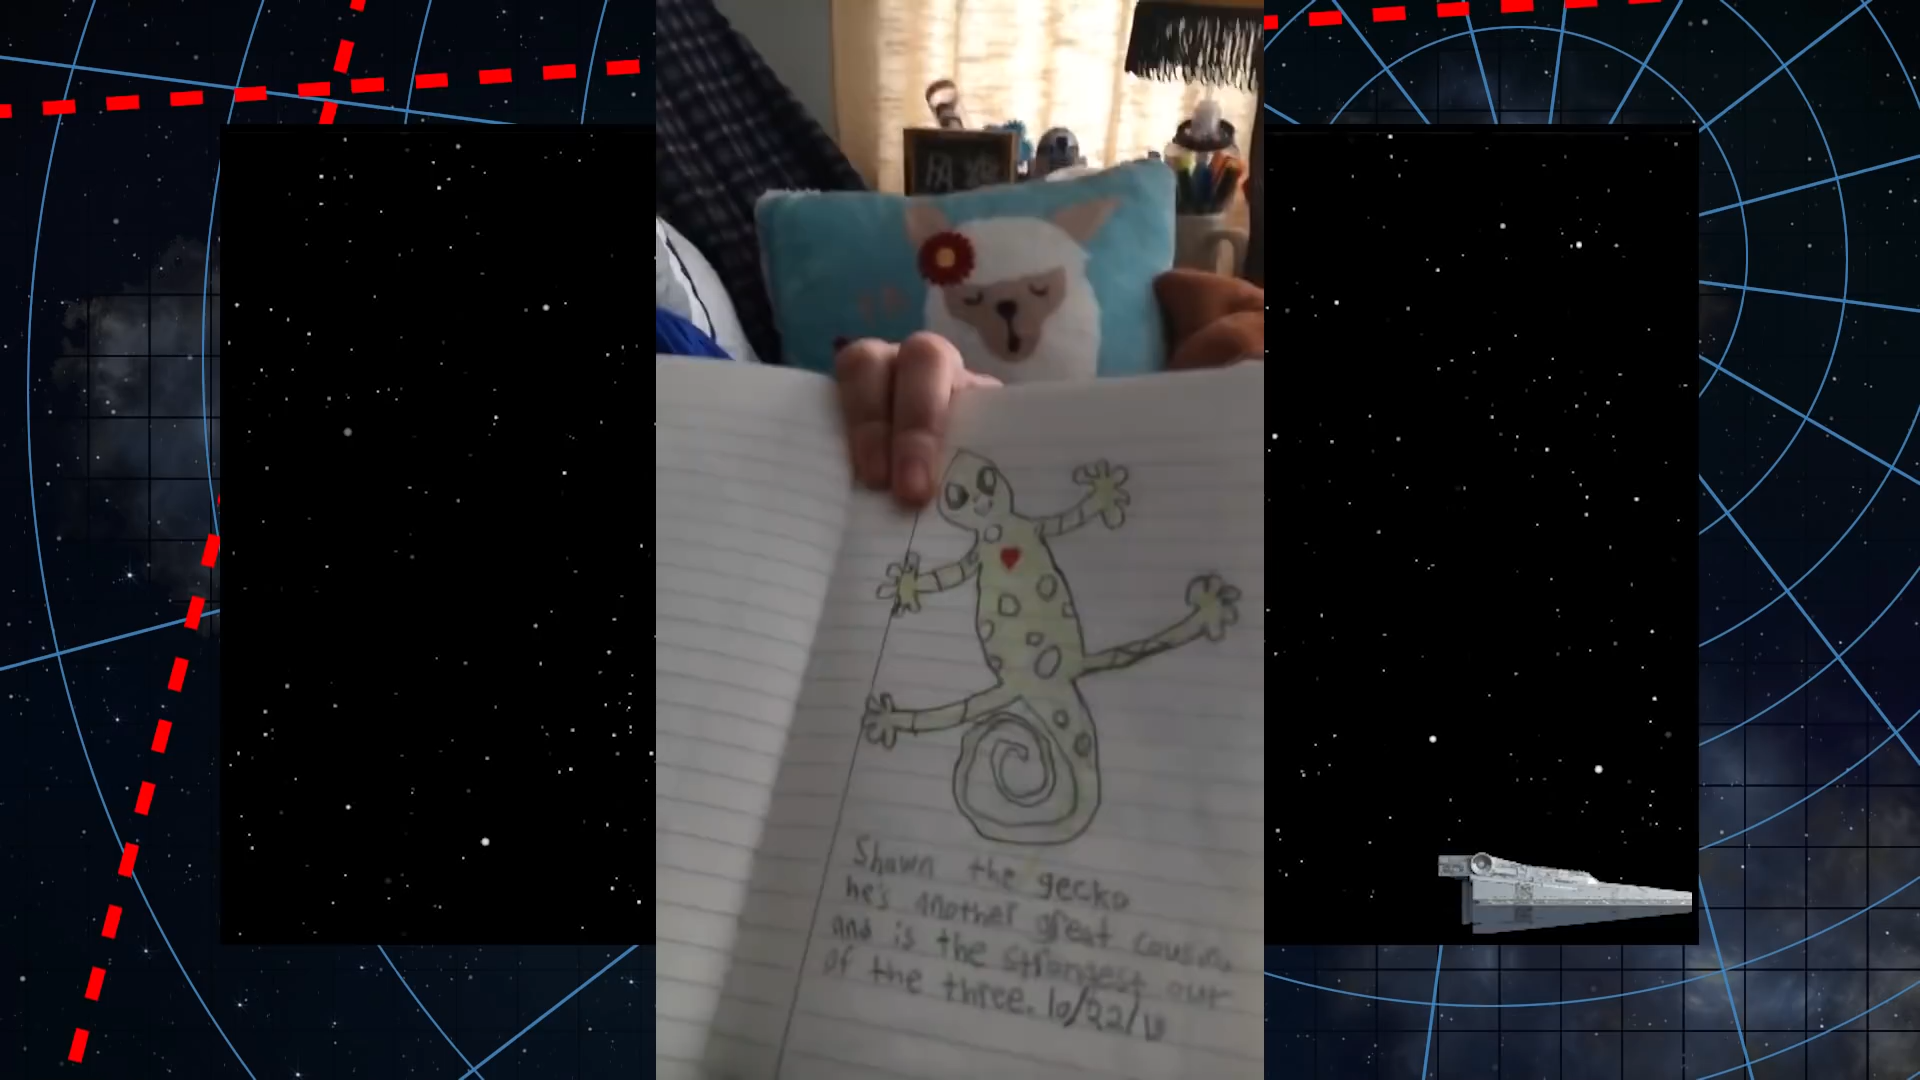 Shawn the gecko
he's another great cousin,
and is the strongest out
of the three. 10/22/18